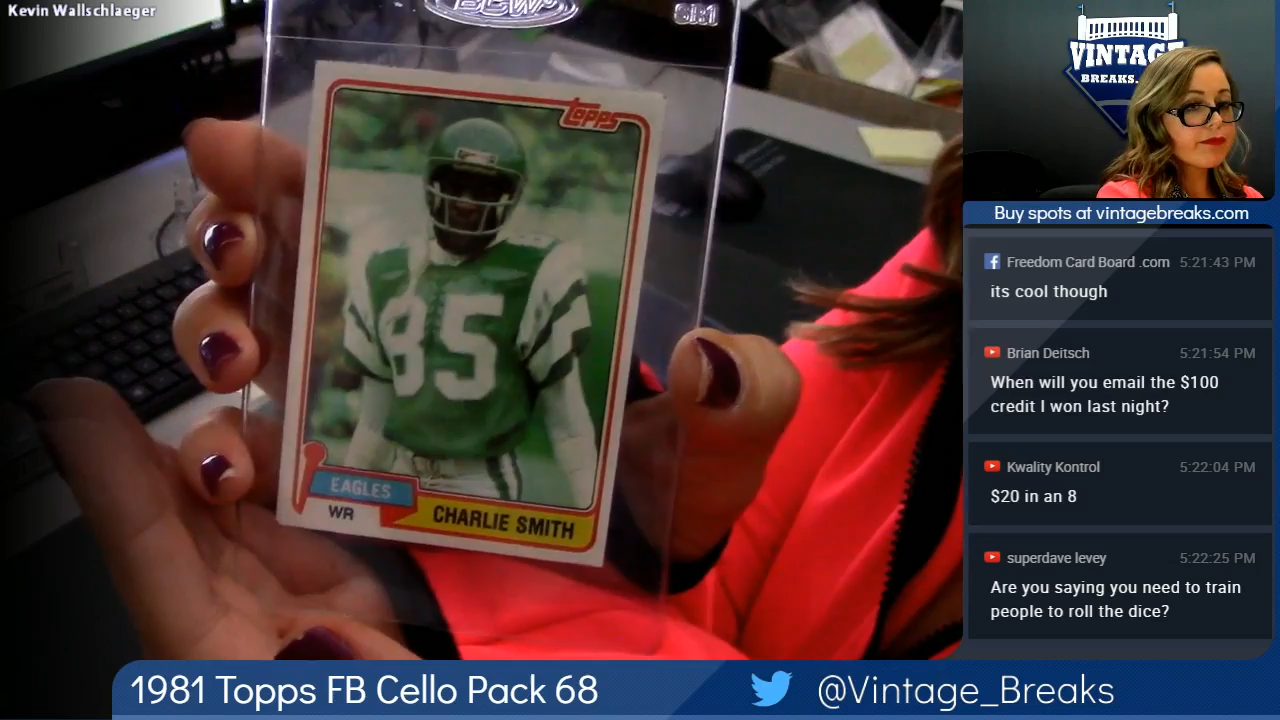 Kevin Wallschlaeger
BCW
topps
85
EAGLES
WR
CHARLIE SMITH
VINTAGE
BREAKS.
Buy spots at vintagebreaks.com
Freedom Card Board .com 5:21:43 PM
its cool though
Brian Deitsch 5:21:54 PM
When will you email the $100
credit I won last night?
Kwality Kontrol 5:22:04 PM
$20 in an 8
superdave levey 5:22:25 PM
Are you saying you need to train
people to roll the dice?
1981 Topps FB Cello Pack 68
@Vintage_Breaks